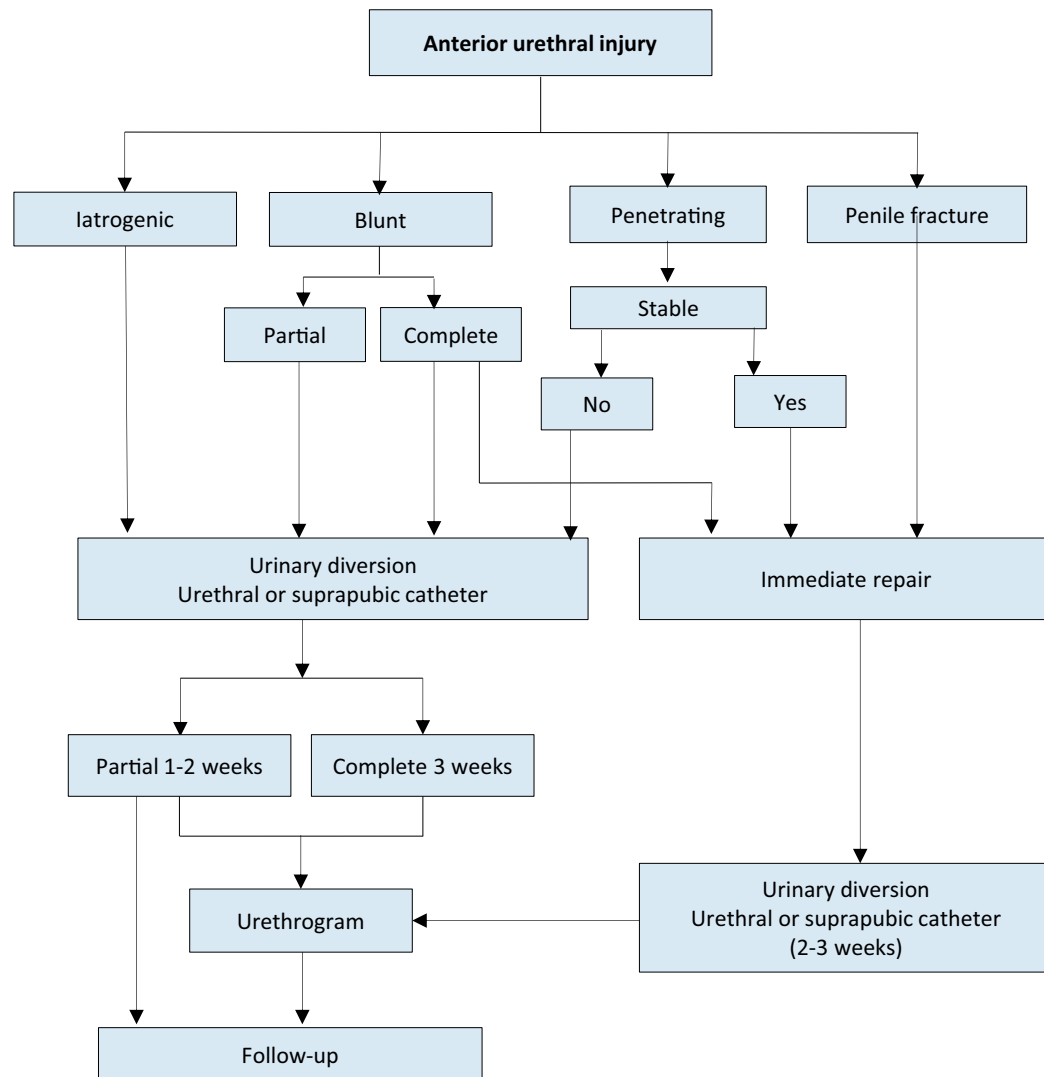 Anterior urethral injury
Iatrogenic
Blunt
Penetrating
Penile fracture
Partial
Complete
Stable
No
Yes
Urinary diversion
Urethral or suprapubic catheter
Immediate repair
Partial 1-2 weeks
Complete 3 weeks
Urethrogram
Urinary diversion
Urethral or suprapubic catheter
(2-3 weeks)
Follow-up